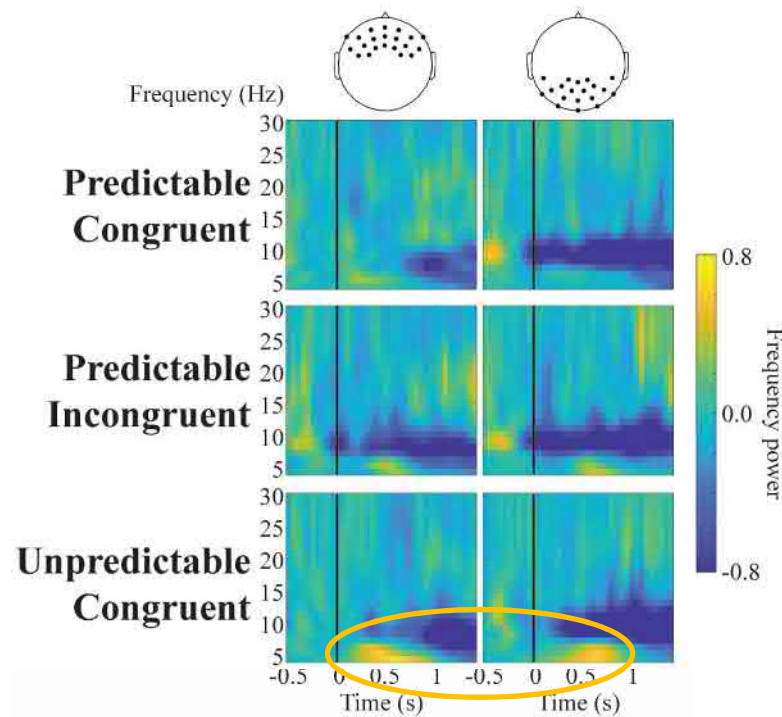 Frequency (Hz)
30
25
20
15
10
5
Predictable
Congruent
30
25
20
15
10
5
Predictable
Incongruent
30
25
20
15
10
5
Unpredictable
Congruent
-0.5 0 0.5 1 -0.5 0 0.5 1
Time (s) Time (s)
0.8
0.0
-0.8
Frequency power